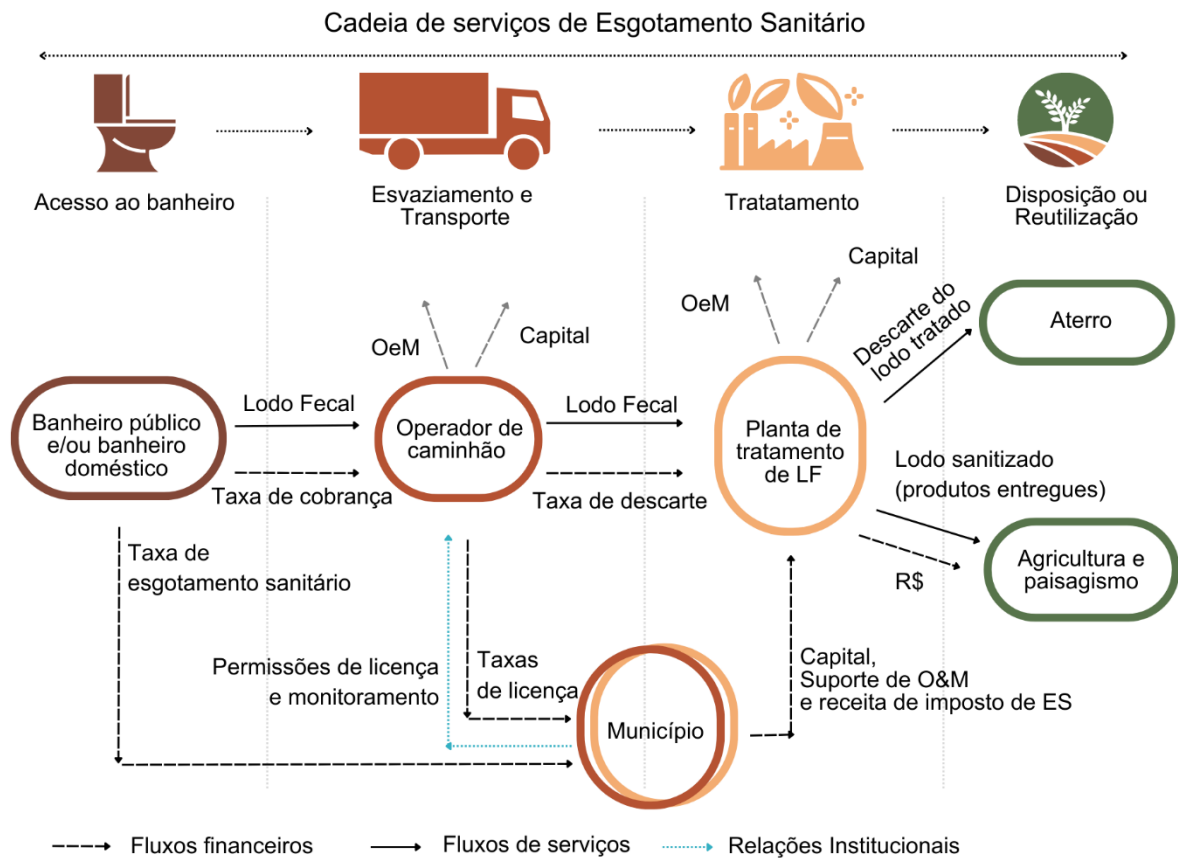 Cadeia de serviços de Esgotamento Sanitário
Acesso ao banheiro
Esvaziamento e
Transporte
Tratatamento
Disposição ou
Reutilização
OeM
Capital
OeM
Capital
Descarte do
lodo tratado
Aterro
Banheiro público
e/ou banheiro
doméstico
Lodo Fecal
Taxa de cobrança
Operador de
caminhão
Lodo Fecal
Taxa de descarte
Planta de
tratamento
de LF
Lodo sanitizado
(produtos entregues)
R$
Agricultura e
paisagismo
Taxa de
esgotamento sanitário
Permissões de licença
e monitoramento
Taxas
de licença
Município
Capital,
Suporte de O&M
e receita de imposto de ES
Fluxos financeiros
Fluxos de serviços
Relações Institucionais